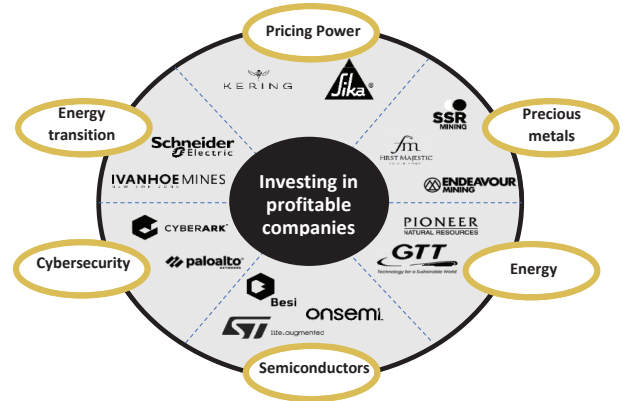 Pricing Power
KERING
Sika®
Energy
transition
SSR
MINING
Precious
metals
Schneider
Electric
fm
FIRST MAJESTIC
IVANHOE MINES
Investing in
profitable
companies
ENDEAVOUR
MINING
CYBERARK®
PIONEER
NATURAL RESOURCES
Cybersecurity
paloalto
NETWORKS
GTT
Technology for a Sustainable World
Energy
Besi
onsemi
ST
life.augmented
Semiconductors